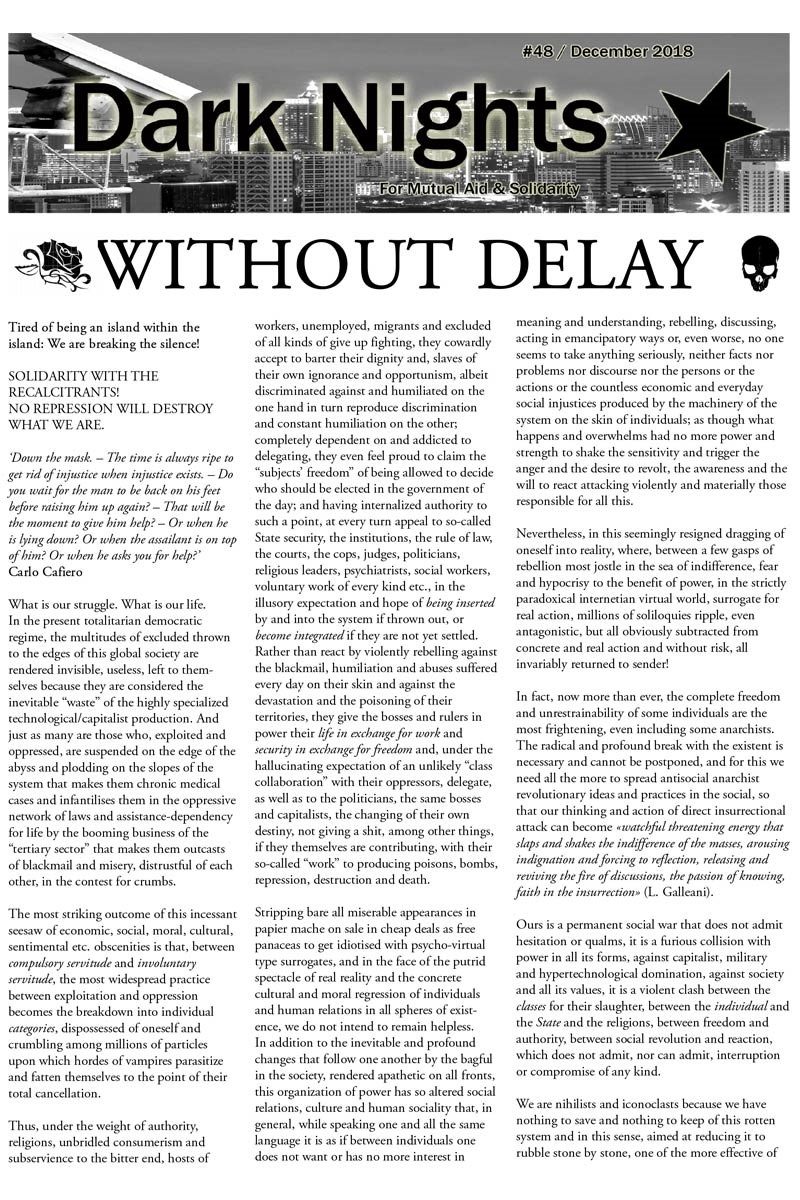 #48 / December 2018
Dark Nights
For Mutual Aid & Solidarity
WITHOUT DELAY
Tired of being an island within the
island: We are breaking the silence!
SOLIDARITY WITH THE
RECALCITRANTS!
NO REPRESSION WILL DESTROY
WHAT WE ARE.
‘Down the mask. – The time is always ripe to
get rid of injustice when injustice exists. – Do
you wait for the man to be back on his feet
before raising him up again? – That will be
the moment to give him help? – Or when he
is lying down? Or when the assailant is on top
of him? Or when he asks you for help?’
Carlo Cafiero
What is our struggle. What is our life.
In the present totalitarian democratic
regime, the multitudes of excluded thrown
to the edges of this global society are
rendered invisible, useless, left to them-
selves because they are considered the
inevitable “waste” of the highly specialized
technological/capitalist production. And
just as many are those who, exploited and
oppressed, are suspended on the edge of the
abyss and plodding on the slopes of the
system that makes them chronic medical
cases and infantilises them in the oppressive
network of laws and assistance-dependency
for life by the booming business of the
“tertiary sector” that makes them outcasts
of blackmail and misery, distrustful of each
other, in the contest for crumbs.
The most striking outcome of this incessant
seesaw of economic, social, moral, cultural,
sentimental etc. obscenities is that, between
compulsory servitude and involuntary
servitude, the most widespread practice
between exploitation and oppression
becomes the breakdown into individual
categories, dispossessed of oneself and
crumbling among millions of particles
upon which hordes of vampires parasitize
and fatten themselves to the point of their
total cancellation.
Thus, under the weight of authority,
religions, unbridled consumerism and
subservience to the bitter end, hosts of
workers, unemployed, migrants and excluded
of all kinds of give up fighting, they cowardly
accept to barter their dignity and, slaves of
their own ignorance and opportunism, albeit
discriminated against and humiliated on the
one hand in turn reproduce discrimination
and constant humiliation on the other;
completely dependent on and addicted to
delegating, they even feel proud to claim the
“subjects’ freedom” of being allowed to decide
who should be elected in the government of
the day; and having internalized authority to
such a point, at every turn appeal to so-called
State security, the institutions, the rule of law,
the courts, the cops, judges, politicians,
religious leaders, psychiatrists, social workers,
voluntary work of every kind etc., in the
illusory expectation and hope of being inserted
by and into the system if thrown out, or
become integrated if they are not yet settled.
Rather than react by violently rebelling against
the blackmail, humiliation and abuses suffered
every day on their skin and against the
devastation and the poisoning of their
territories, they give the bosses and rulers in
power their life in exchange for work and
security in exchange for freedom and, under the
hallucinating expectation of an unlikely “class
collaboration” with their oppressors, delegate,
as well as to the politicians, the same bosses
and capitalists, the changing of their own
destiny, not giving a shit, among other things,
if they themselves are contributing, with their
so-called “work” to producing poisons, bombs,
repression, destruction and death.
Stripping bare all miserable appearances in
papier mache on sale in cheap deals as free
panaceas to get idiotised with psycho-virtual
type surrogates, and in the face of the putrid
spectacle of real reality and the concrete
cultural and moral regression of individuals
and human relations in all spheres of exist-
ence, we do not intend to remain helpless.
In addition to the inevitable and profound
changes that follow one another by the bagful
in the society, rendered apathetic on all fronts,
this organization of power has so altered social
relations, culture and human sociality that, in
general, while speaking one and all the same
language it is as if between individuals one
does not want or has no more interest in
meaning and understanding, rebelling, discussing,
acting in emancipatory ways or, even worse, no one
seems to take anything seriously, neither facts nor
problems nor discourse nor the persons or the
actions or the countless economic and everyday
social injustices produced by the machinery of the
system on the skin of individuals; as though what
happens and overwhelms had no more power and
strength to shake the sensitivity and trigger the
anger and the desire to revolt, the awareness and the
will to react attacking violently and materially those
responsible for all this.
Nevertheless, in this seemingly resigned dragging of
oneself into reality, where, between a few gasps of
rebellion most jostle in the sea of indifference, fear
and hypocrisy to the benefit of power, in the strictly
paradoxical internetian virtual world, surrogate for
real action, millions of soliloquies ripple, even
antagonistic, but all obviously subtracted from
concrete and real action and without risk, all
invariably returned to sender!
In fact, now more than ever, the complete freedom
and unrestrainability of some individuals are the
most frightening, even including some anarchists.
The radical and profound break with the existent is
necessary and cannot be postponed, and for this we
need all the more to spread antisocial anarchist
revolutionary ideas and practices in the social, so
that our thinking and action of direct insurrectional
attack can become «watchful threatening energy that
slaps and shakes the indifference of the masses, arousing
indignation and forcing to reflection, releasing and
reviving the fire of discussions, the passion of knowing,
faith in the insurrection» (L. Galleani).
Ours is a permanent social war that does not admit
hesitation or qualms, it is a furious collision with
power in all its forms, against capitalist, military
and hypertechnological domination, against society
and all its values, it is a violent clash between the
classes for their slaughter, between the individual and
the State and the religions, between freedom and
authority, between social revolution and reaction,
which does not admit, nor can admit, interruption
or compromise of any kind.
We are nihilists and iconoclasts because we have
nothing to save and nothing to keep of this rotten
system and in this sense, aimed at reducing it to
rubble stone by stone, one of the more effective of